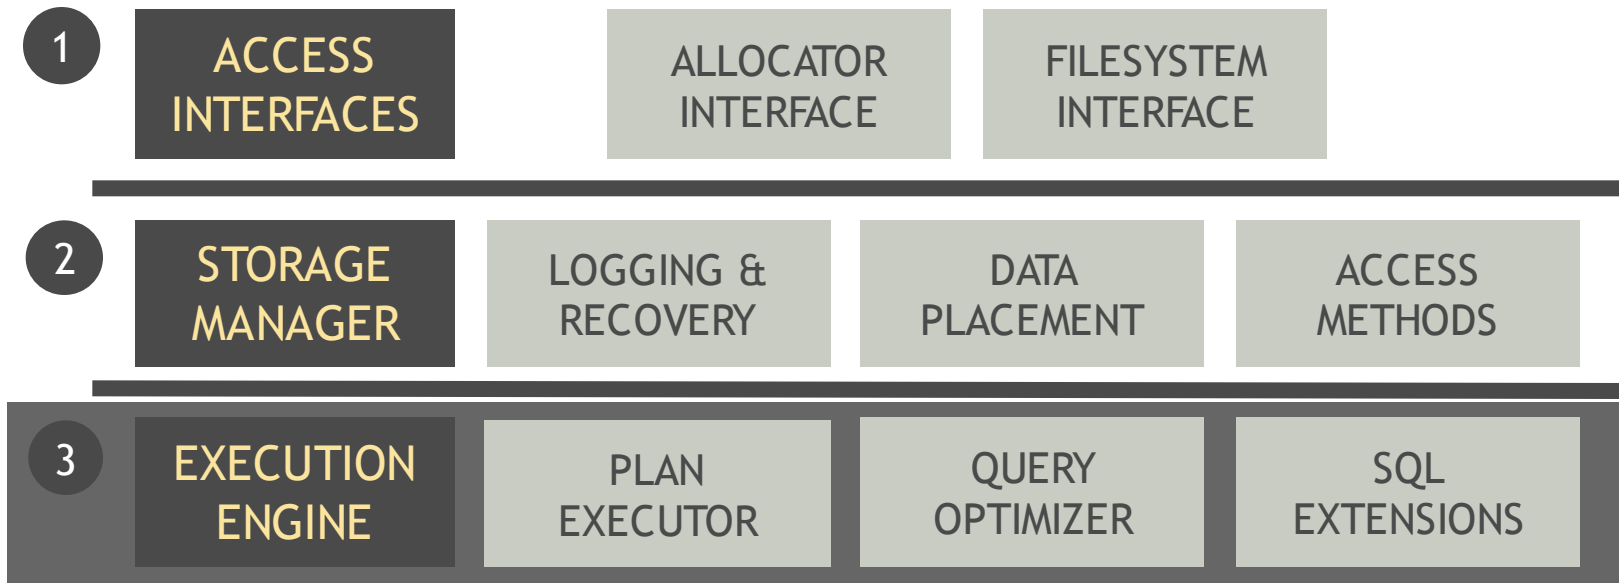 1
ACCESS
INTERFACES
ALLOCATOR
INTERFACE
FILESYSTEM
INTERFACE
2
STORAGE
MANAGER
LOGGING &
RECOVERY
DATA
PLACEMENT
ACCESS
METHODS
3
EXECUTION
ENGINE
PLAN
EXECUTOR
QUERY
OPTIMIZER
SQL
EXTENSIONS